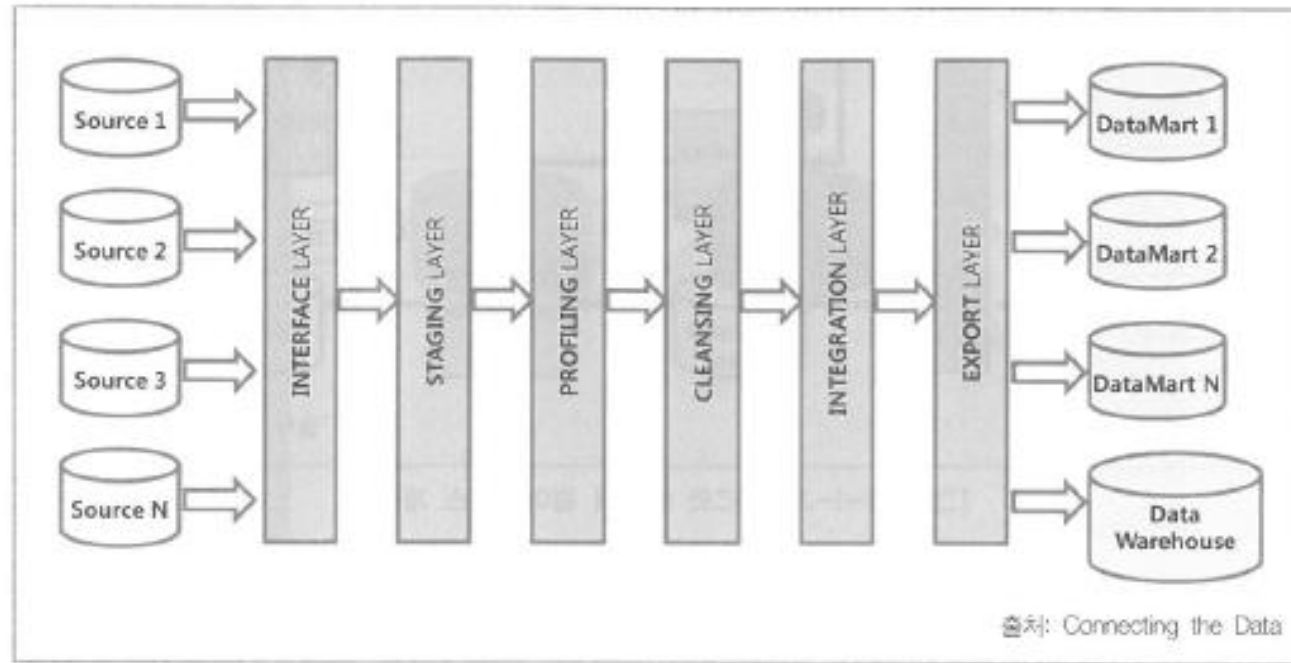 Source 1
Source 2
Source 3
Source N
INTERFACE LAYER
STAGING LAYER
PROFILING LAYER
CLEANSING LAYER
INTEGRATION LAYER
EXPORT LAYER
DataMart 1
DataMart 2
DataMart N
Data
Warehouse
출처: Connecting the Data